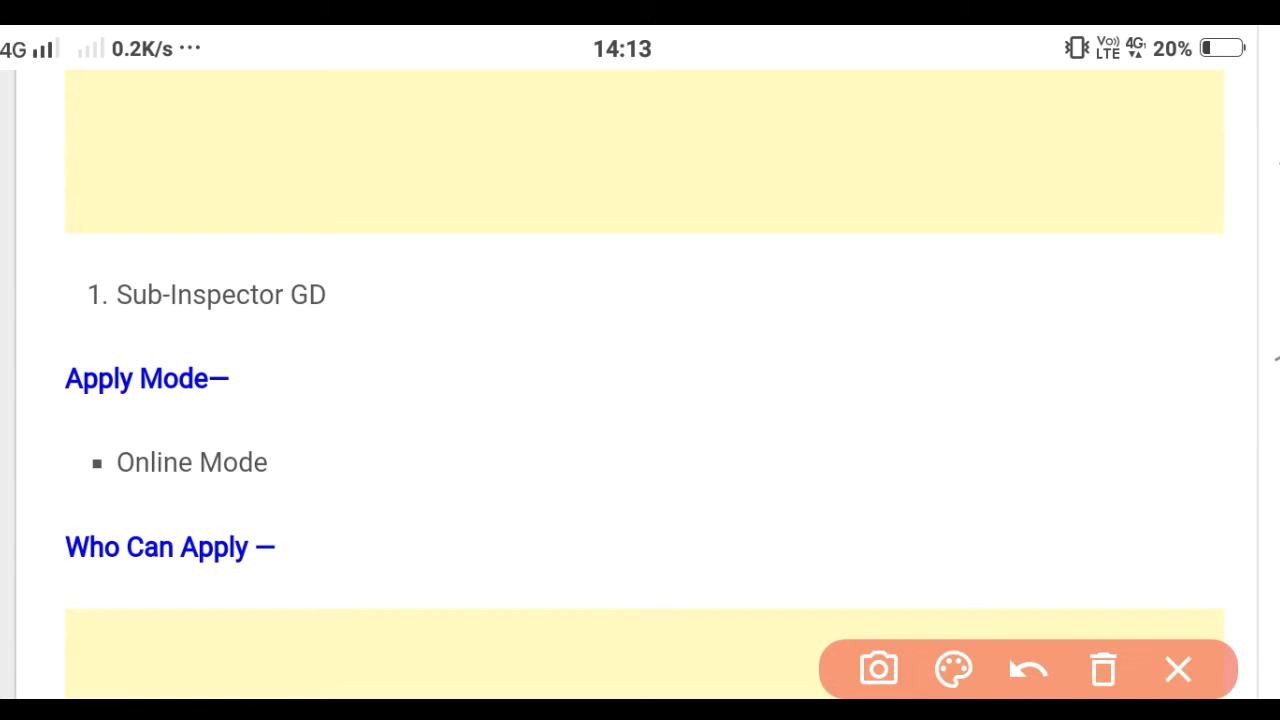 4G 0.2K/s ... 14:13 Vo)) LTE 4G 20%
1. Sub-Inspector GD
Apply Mode—
▪ Online Mode
Who Can Apply —